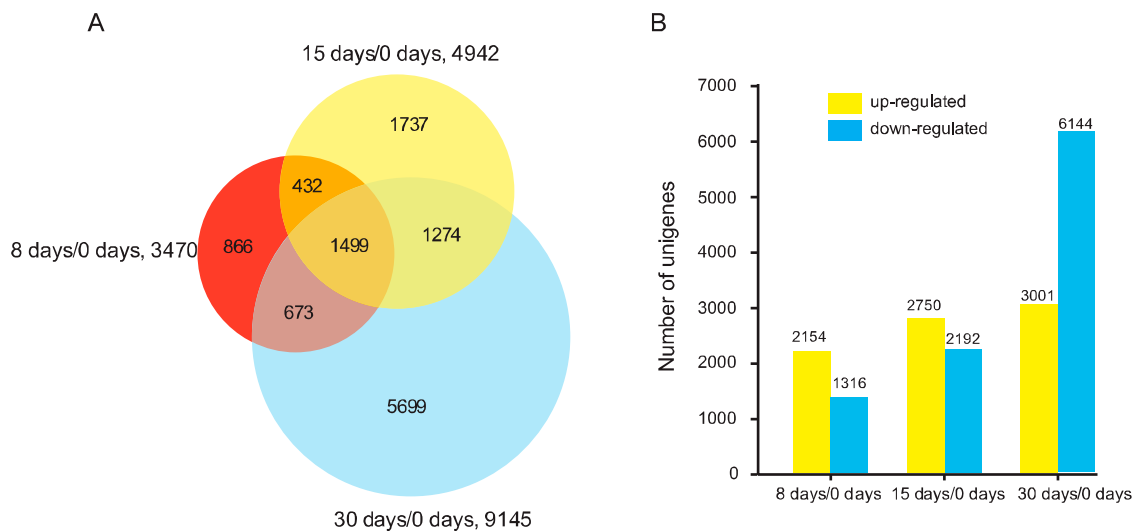 A
15 days/0 days, 4942
1737
432
866
1499
1274
8 days/0 days, 3470
673
5699
30 days/0 days, 9145
B
7000
6000
5000
4000
3000
2000
1000
0
Number of unigenes
up-regulated
down-regulated
2154
1316
2750
2192
3001
6144
8 days/0 days
15 days/0 days
30 days/0 days